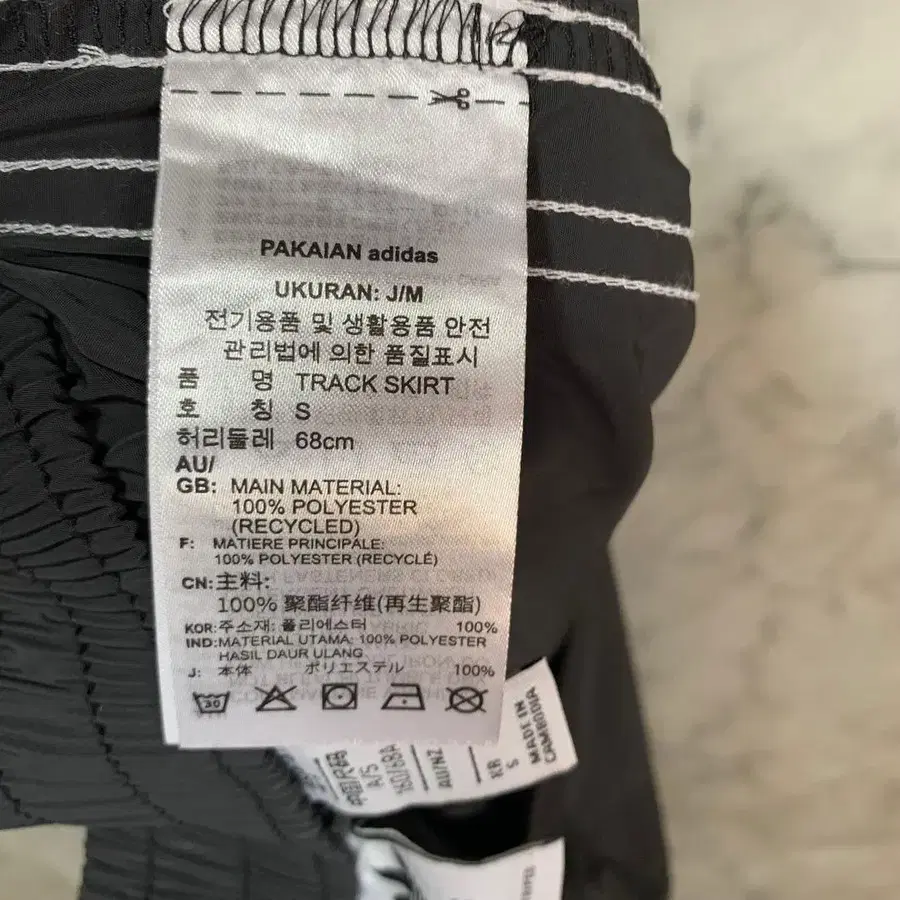 PAKAIAN adidas
UKURAN: J/M
전기용품 및 생활용품 안전
관리법에 의한 품질표시
품 명 TRACK SKIRT
호 칭 S
허리둘레 68cm
AU/
GB: MAIN MATERIAL:
100% POLYESTER
(RECYCLED)
F: MATIERE PRINCIPALE:
100% POLYESTER (RECYCLÉ)
CN: 主料:
100% 聚酯纤维(再生聚酯)
KOR: 주소재: 폴리에스터 100%
IND: MATERIAL UTAMA: 100% POLYESTER
HASIL DAUR ULANG
J: 本体 ポリエステル 100%
30
A/S
160/68A
AU/NZ
KR
S
MADE IN
CAMBODIA